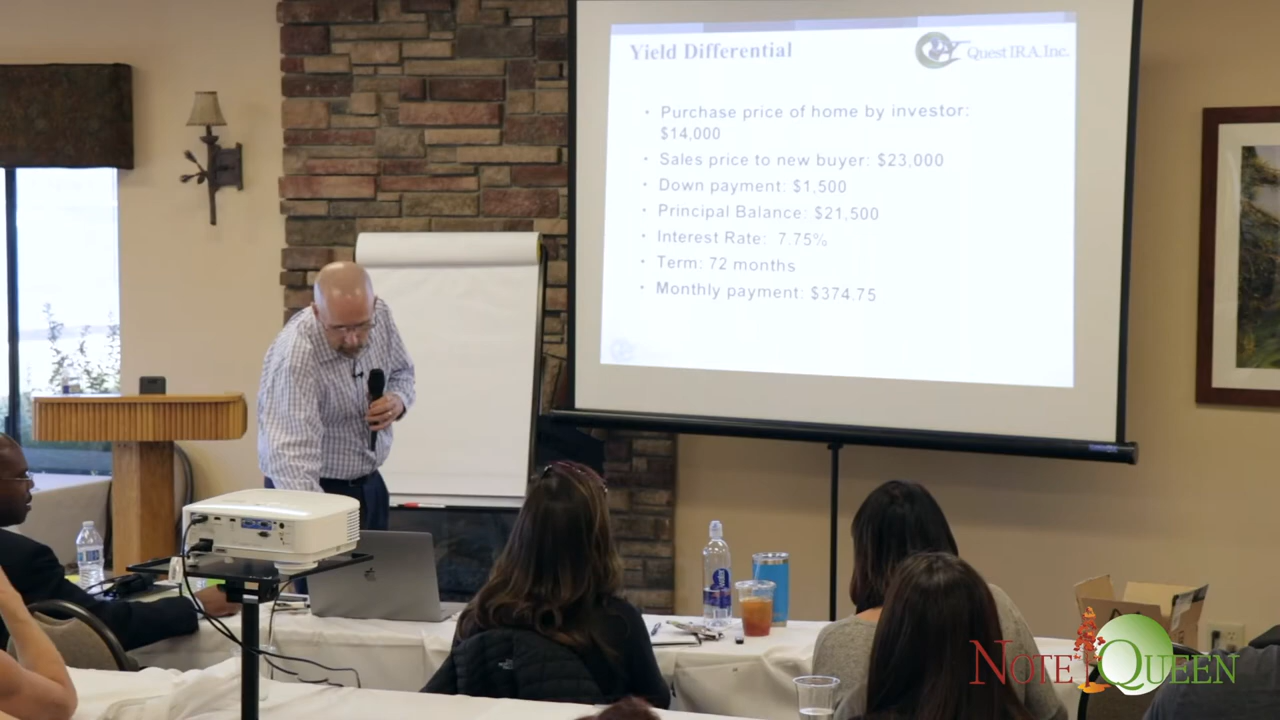 Yield Differential
Quest IRA, Inc.
• Purchase price of home by investor:
$14,000
• Sales price to new buyer: $23,000
• Down payment: $1,500
• Principal Balance: $21,500
• Interest Rate: 7.75%
• Term: 72 months
• Monthly payment: $374.75
NOTE QUEEN